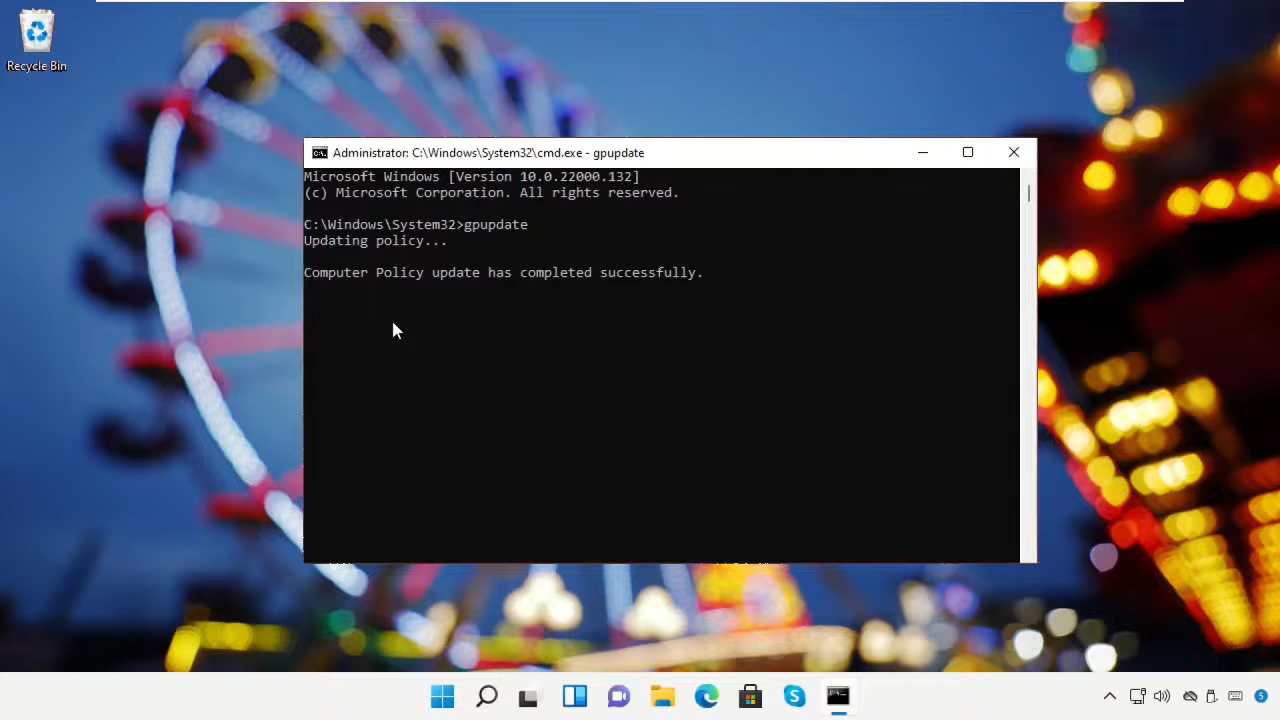 Recycle Bin
Administrator: C:\Windows\System32\cmd.exe - gpupdate
Microsoft Windows [Version 10.0.22000.132]
(c) Microsoft Corporation. All rights reserved.
C:\Windows\System32>gpupdate
Updating policy...
Computer Policy update has completed successfully.
5